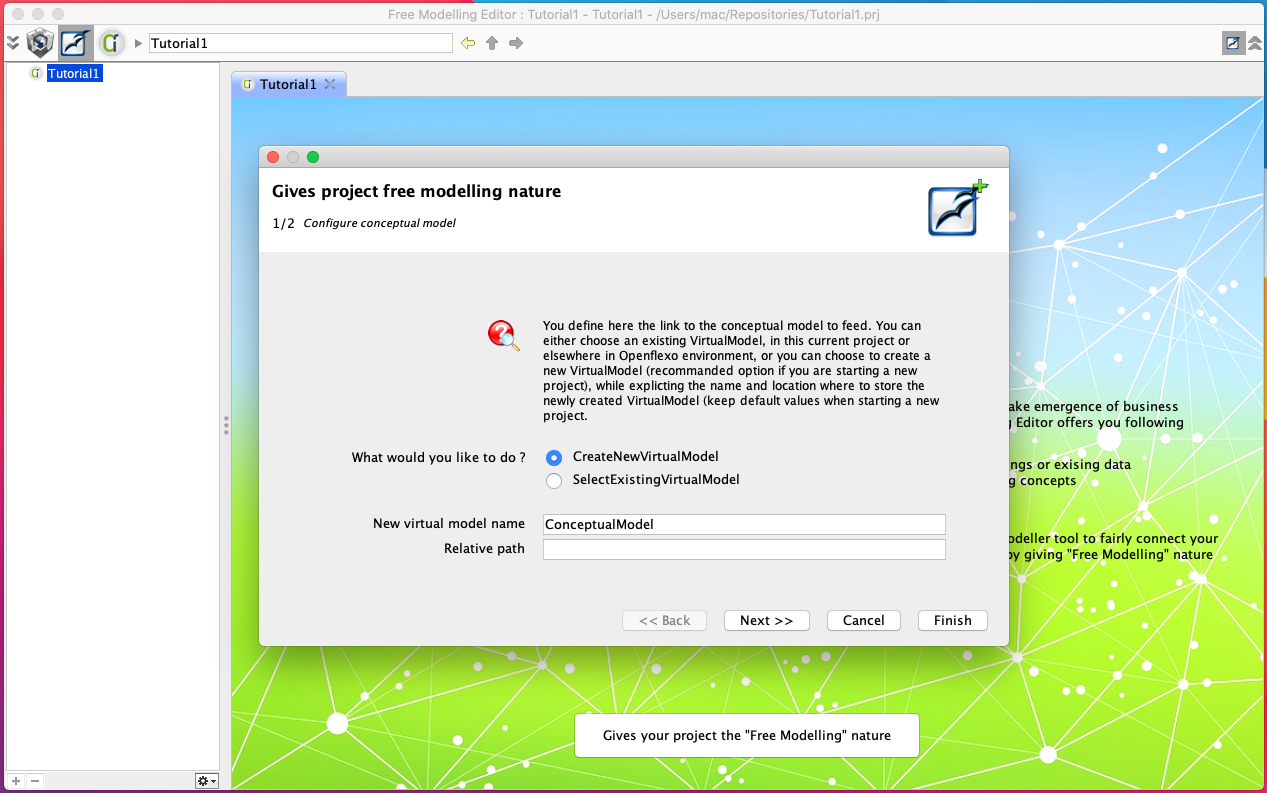 Free Modelling Editor : Tutorial1 - Tutorial1 - /Users/mac/Repositories/Tutorial1.prj
Tutorial1
Tutorial1
Tutorial1
Gives project free modelling nature
1/2 Configure conceptual model
You define here the link to the conceptual model to feed. You can
either choose an existing VirtualModel, in this current project or
elsewhere in Openflexo environment, or you can choose to create a
new VirtualModel (recommanded option if you are starting a new
project), while explicting the name and location where to store the
newly created VirtualModel (keep default values when starting a new
project.
ake emergence of business
Editor offers you following
ngs or exising data
g concepts
odeller tool to fairly connect your
by giving "Free Modelling" nature
What would you like to do ?
CreateNewVirtualModel
SelectExistingVirtualModel
New virtual model name
ConceptualModel
Relative path
<< Back
Next >>
Cancel
Finish
Gives your project the "Free Modelling" nature